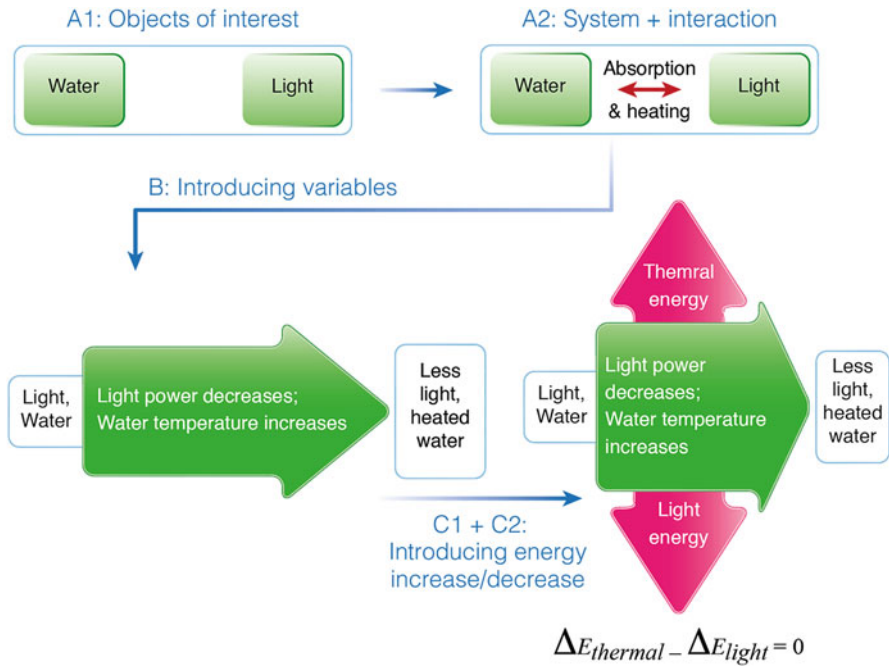 A1: Objects of interest
A2: System + interaction
Water
Light
Water
Absorption
& heating
Light
B: Introducing variables
Themral
energy
Light,
Water
Light power decreases;
Water temperature increases
Less
light,
heated
water
Light,
Water
Light power
decreases;
Water temperature
increases
Less
light,
heated
water
C1 + C2:
Introducing energy
increase/decrease
Light
energy
ΔE_thermal – ΔE_light = 0